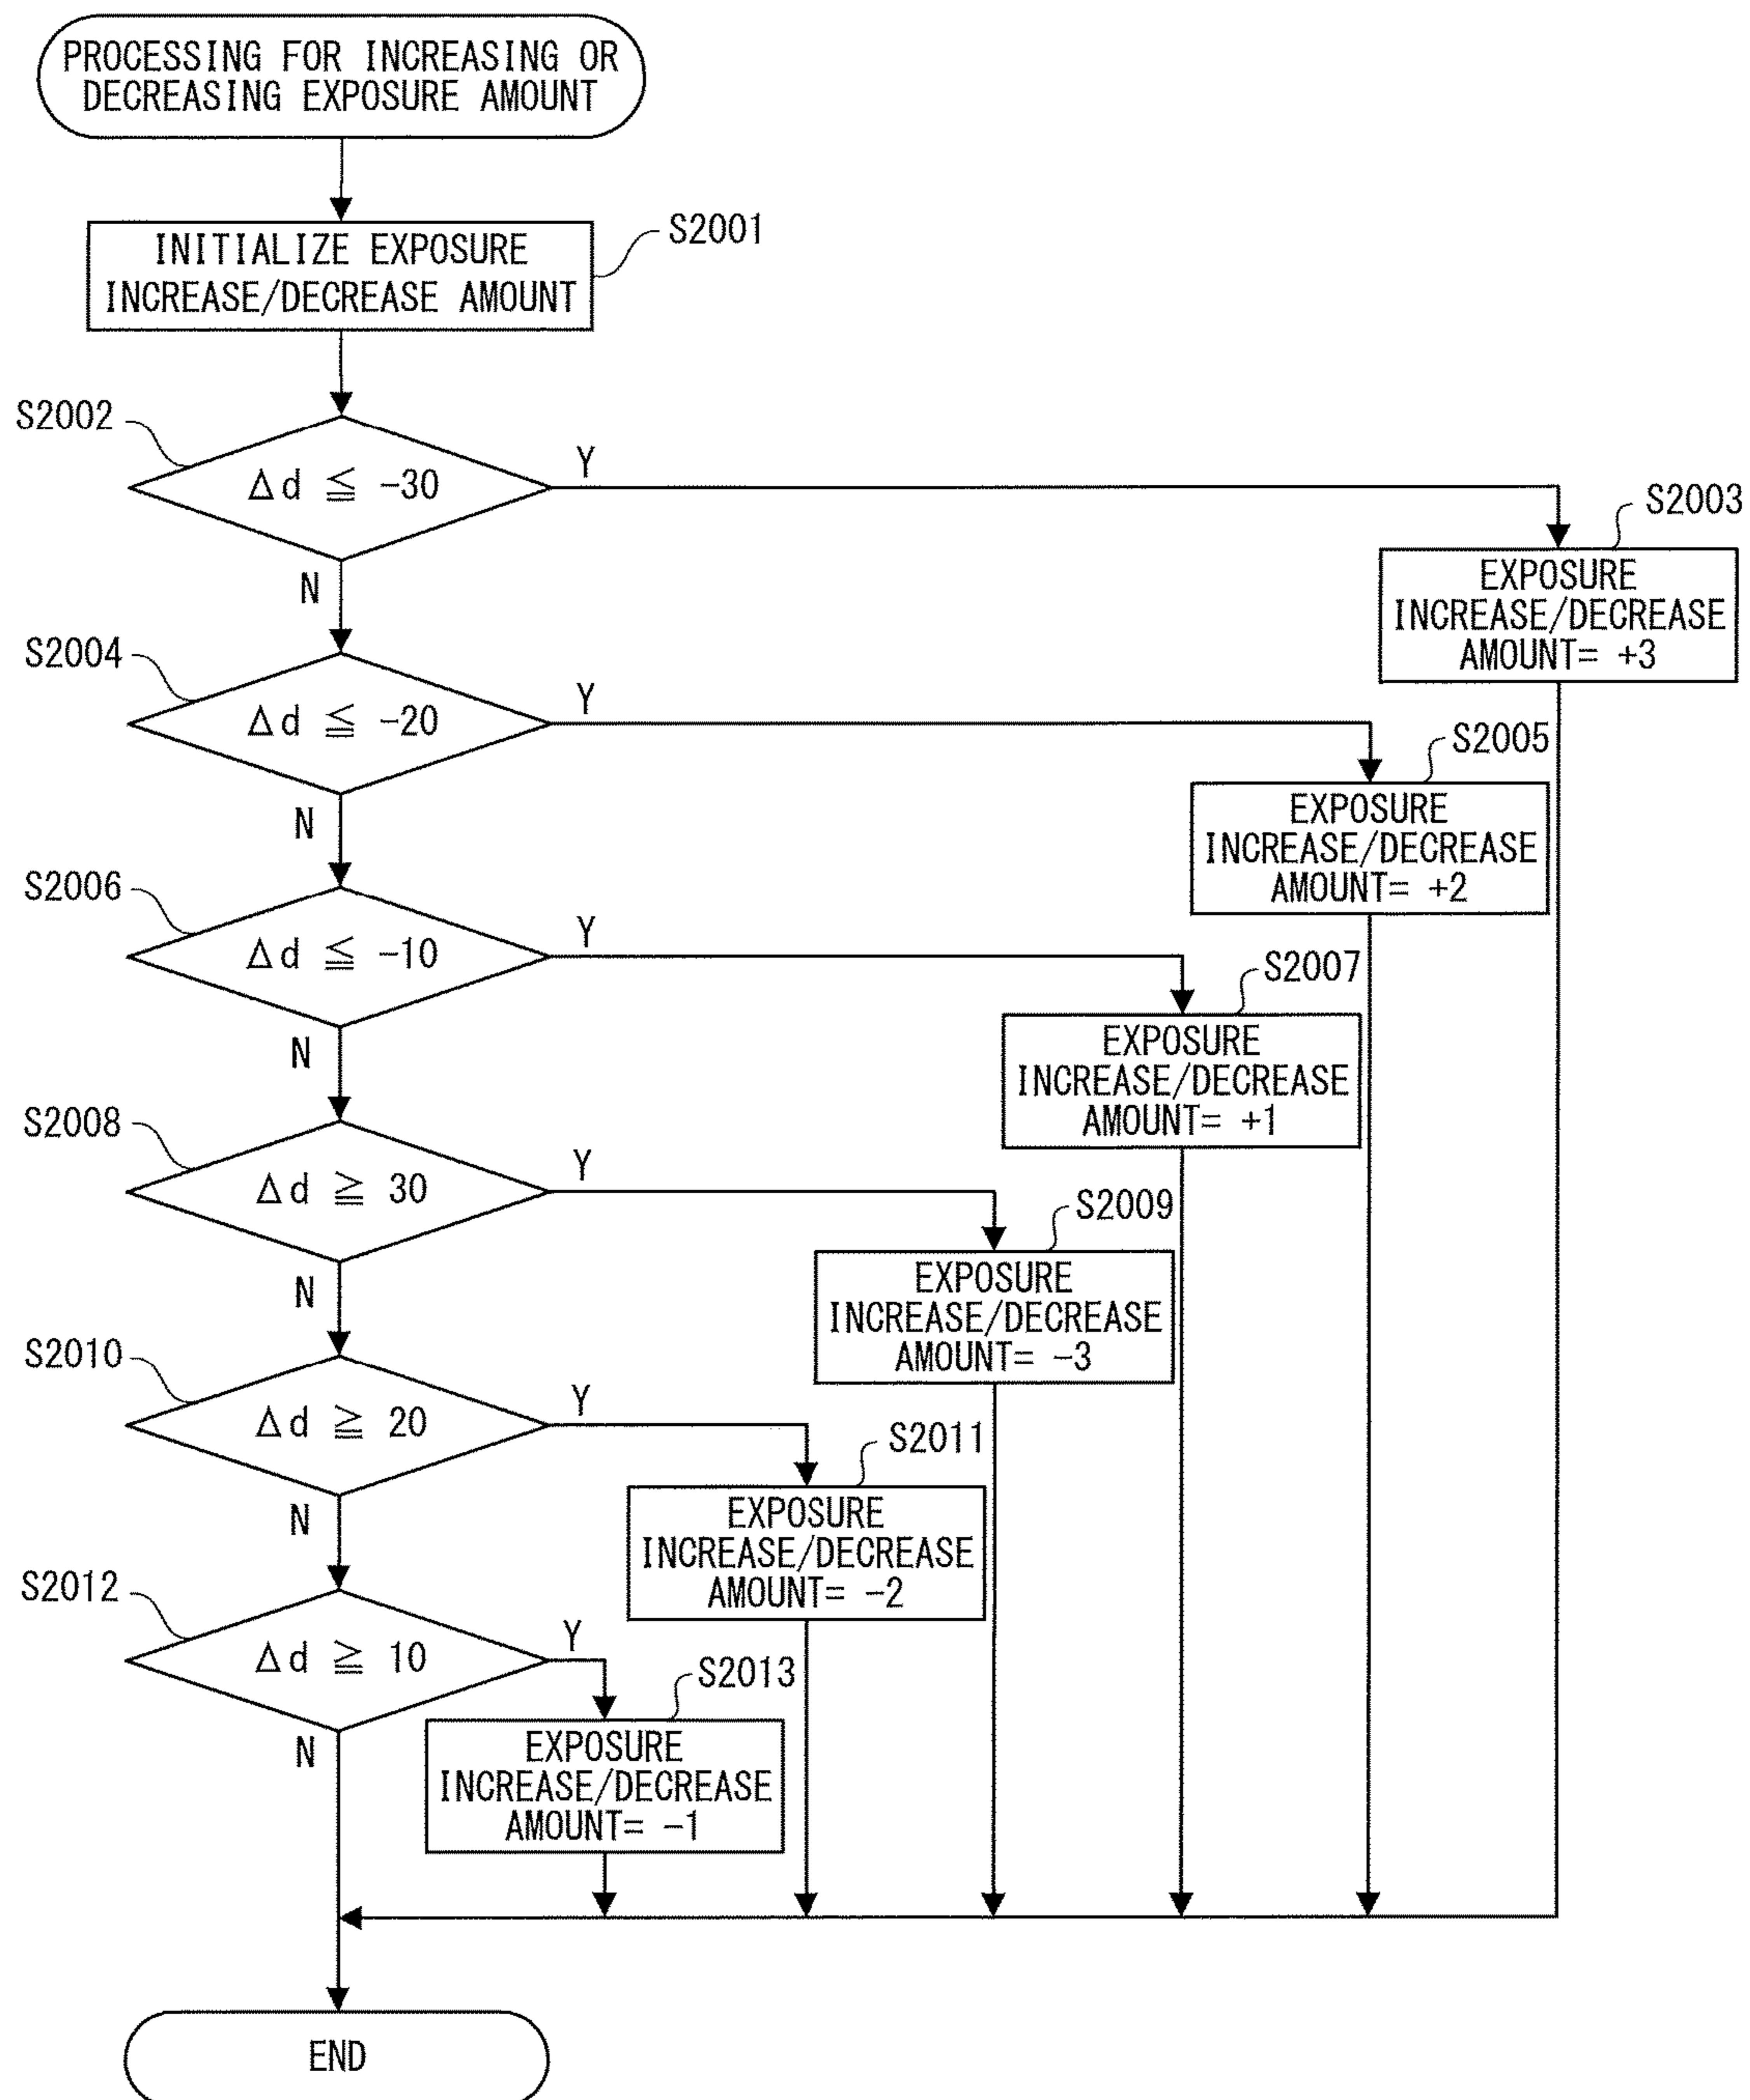 PROCESSING FOR INCREASING OR
DECREASING EXPOSURE AMOUNT
INITIALIZE EXPOSURE
INCREASE/DECREASE AMOUNT
S2001
S2002
Δd ≦ -30
Y
N
S2003
EXPOSURE
INCREASE/DECREASE
AMOUNT= +3
S2004
Δd ≦ -20
Y
N
S2005
EXPOSURE
INCREASE/DECREASE
AMOUNT= +2
S2006
Δd ≦ -10
Y
N
S2007
EXPOSURE
INCREASE/DECREASE
AMOUNT= +1
S2008
Δd ≧ 30
Y
N
S2009
EXPOSURE
INCREASE/DECREASE
AMOUNT= -3
S2010
Δd ≧ 20
Y
N
S2011
EXPOSURE
INCREASE/DECREASE
AMOUNT= -2
S2012
Δd ≧ 10
Y
N
S2013
EXPOSURE
INCREASE/DECREASE
AMOUNT= -1
END